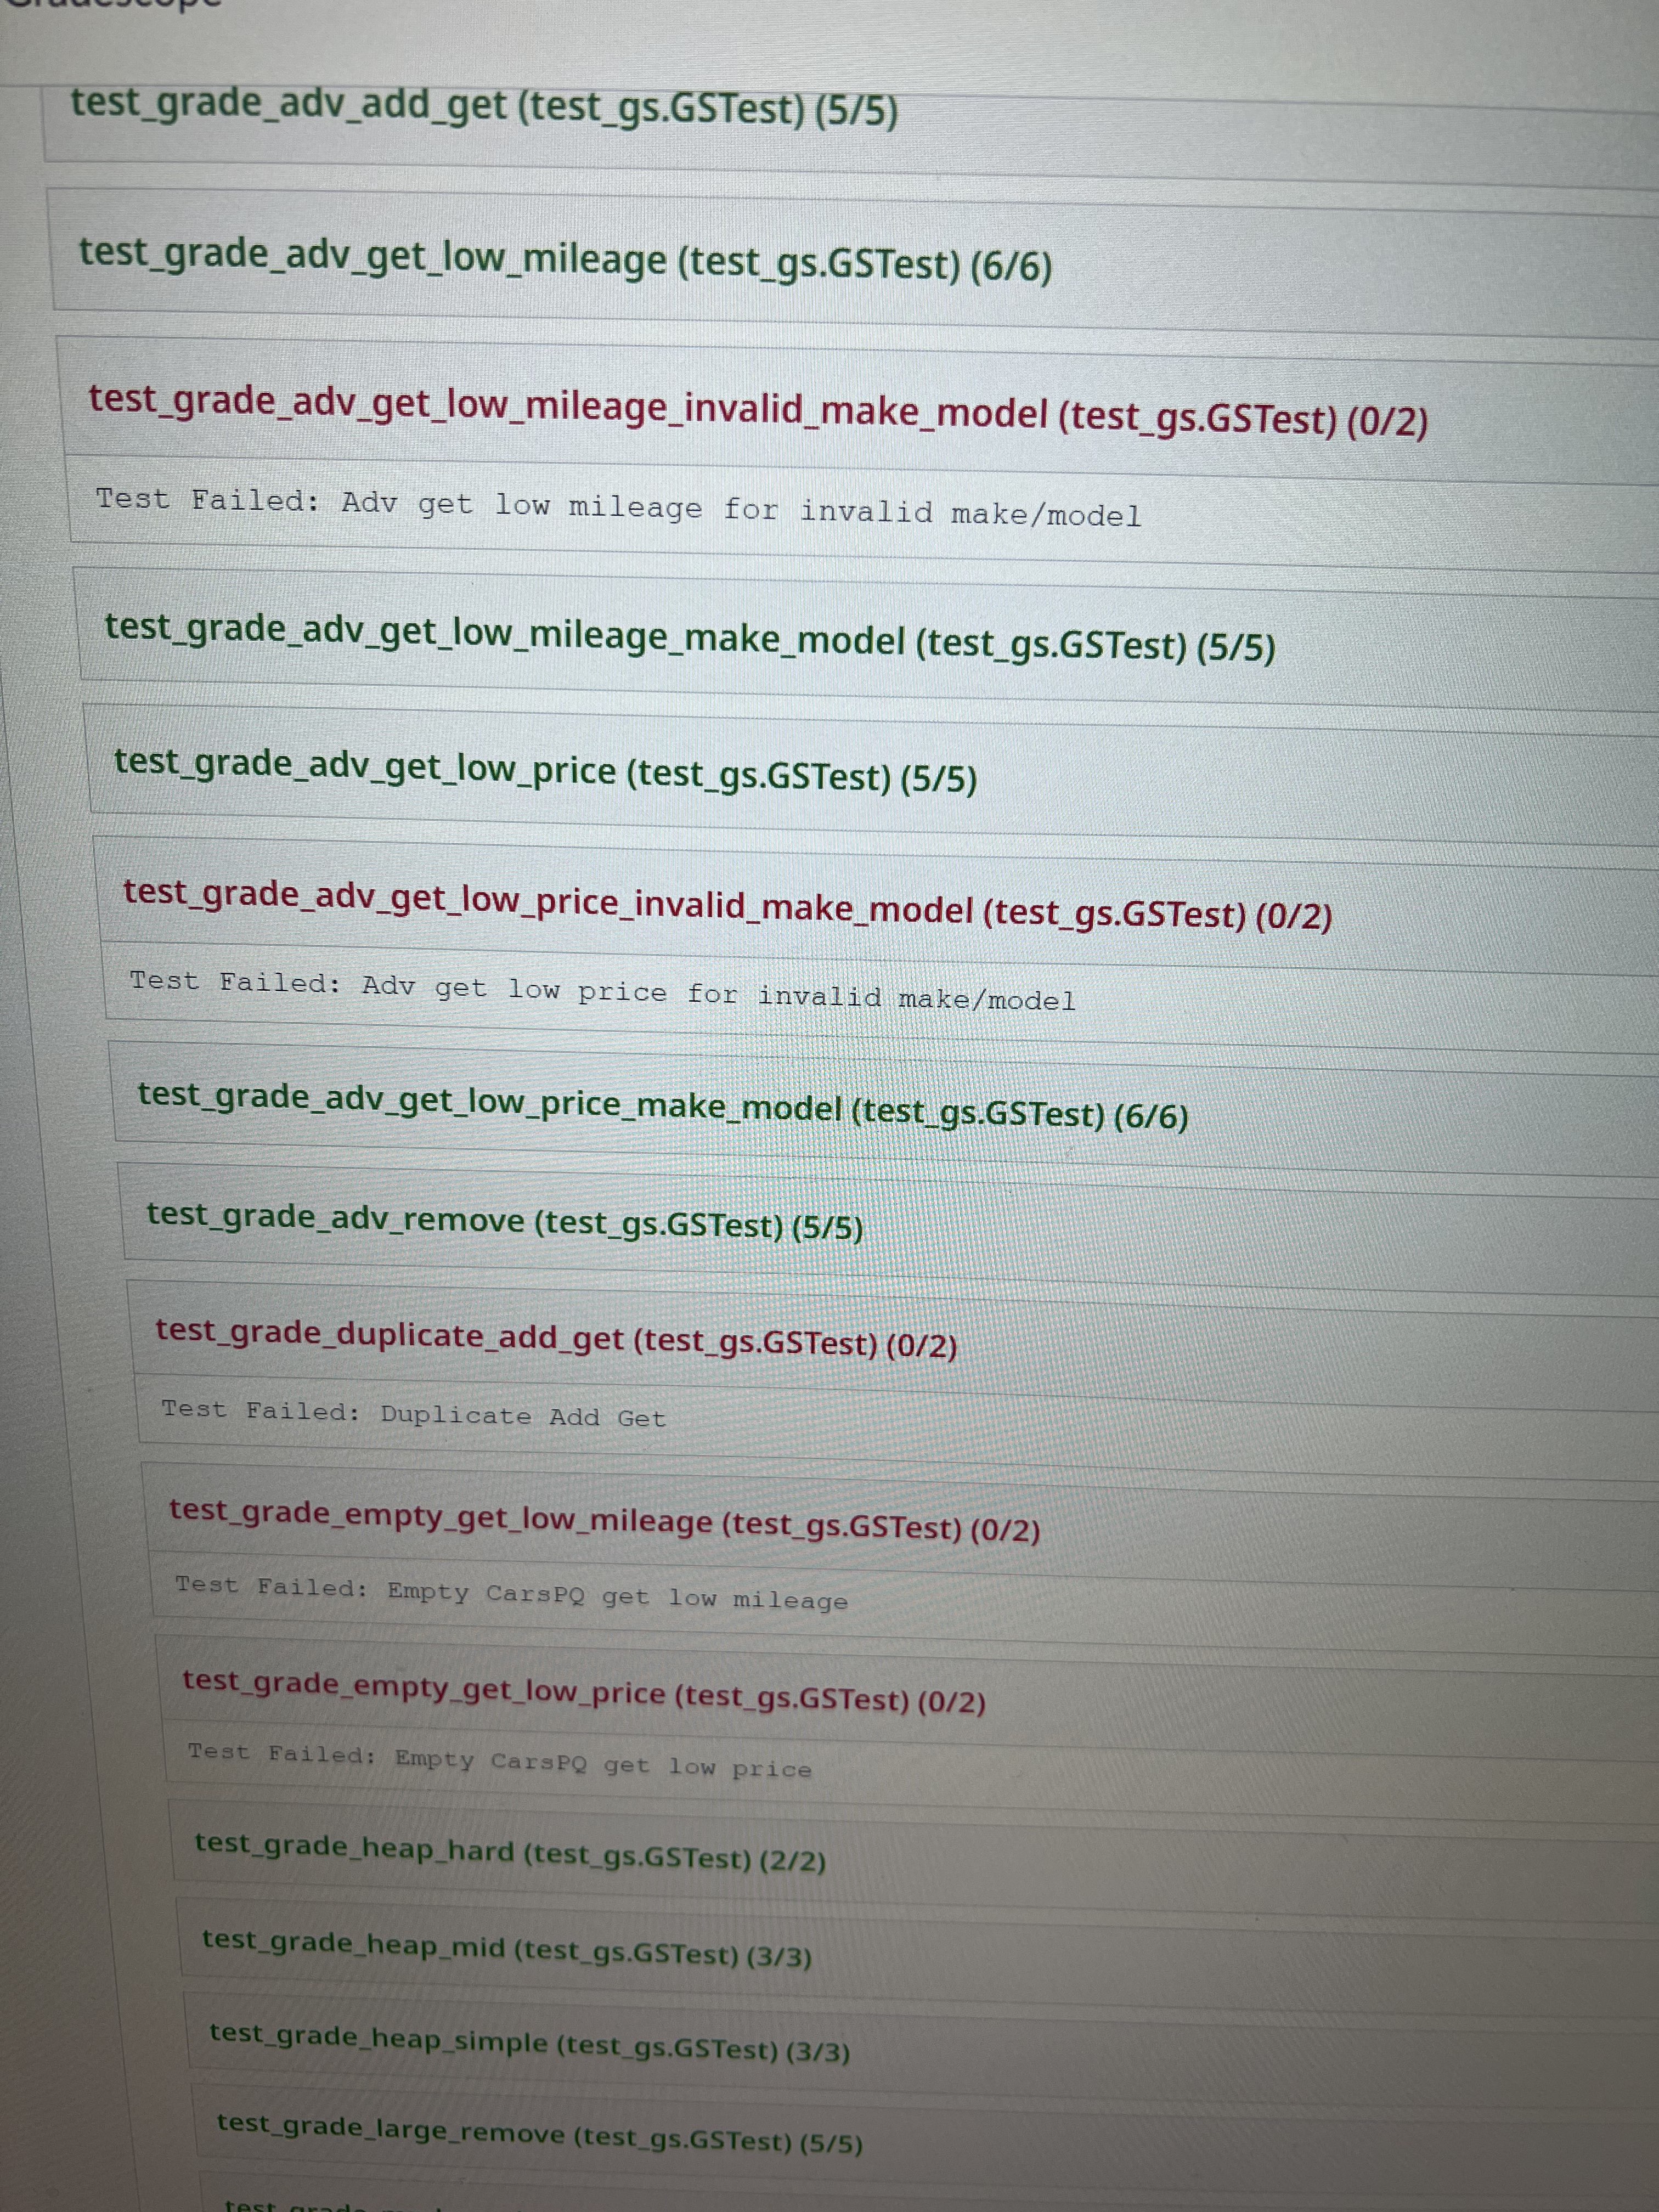 Gradescope
test_grade_adv_add_get (test_gs.GSTest) (5/5)
test_grade_adv_get_low_mileage (test_gs.GSTest) (6/6)
test_grade_adv_get_low_mileage_invalid_make_model (test_gs.GSTest) (0/2)
Test Failed: Adv get low mileage for invalid make/model
test_grade_adv_get_low_mileage_make_model (test_gs.GSTest) (5/5)
test_grade_adv_get_low_price (test_gs.GSTest) (5/5)
test_grade_adv_get_low_price_invalid_make_model (test_gs.GSTest) (0/2)
Test Failed: Adv get low price for invalid make/model
test_grade_adv_get_low_price_make_model (test_gs.GSTest) (6/6)
test_grade_adv_remove (test_gs.GSTest) (5/5)
test_grade_duplicate_add_get (test_gs.GSTest) (0/2)
Test Failed: Duplicate Add Get
test_grade_empty_get_low_mileage (test_gs.GSTest) (0/2)
Test Failed: Empty CarsPQ get low mileage
test_grade_empty_get_low_price (test_gs.GSTest) (0/2)
Test Failed: Empty CarsPQ get low price
test_grade_heap_hard (test_gs.GSTest) (2/2)
test_grade_heap_mid (test_gs.GSTest) (3/3)
test_grade_heap_simple (test_gs.GSTest) (3/3)
test_grade_large_remove (test_gs.GSTest) (5/5)